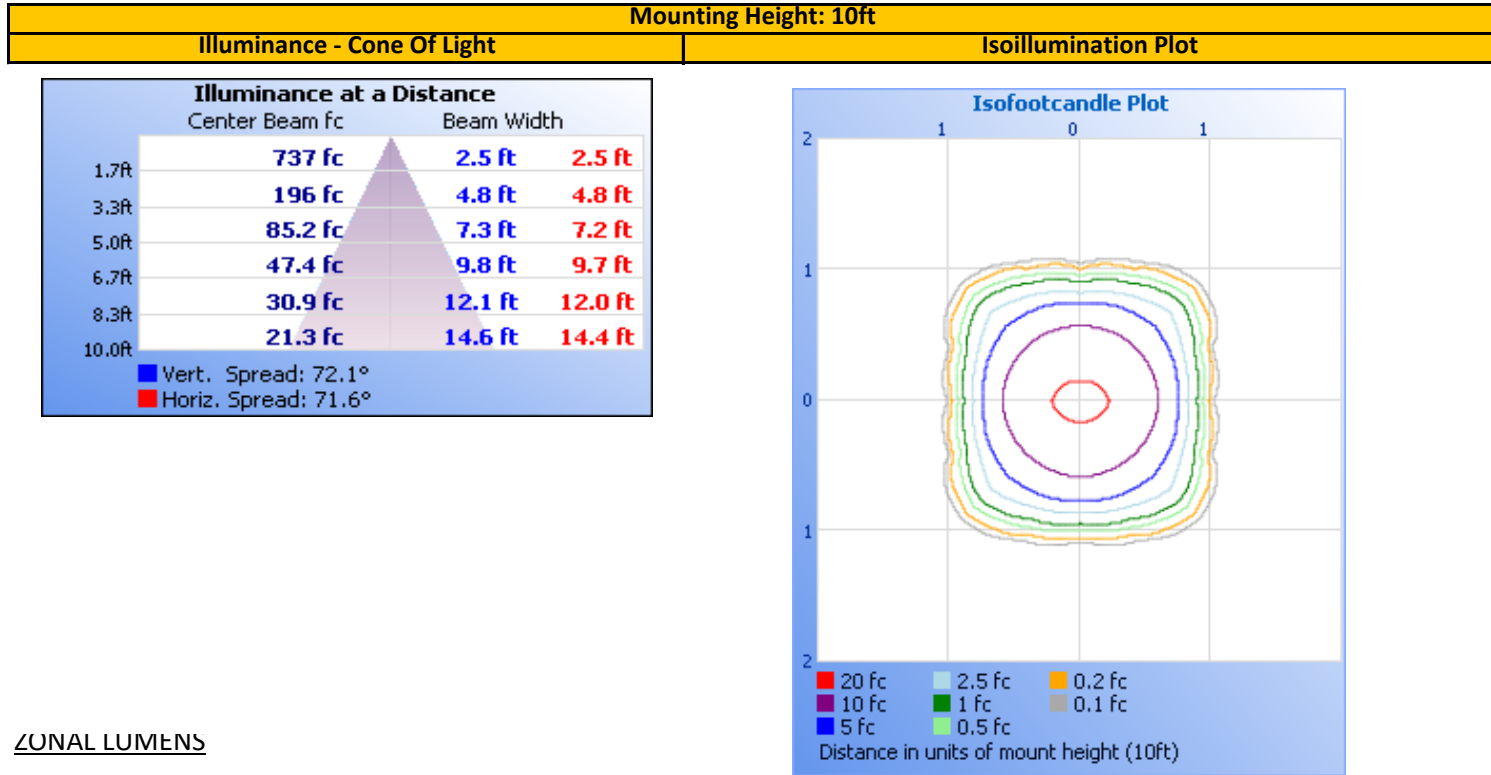 Mounting Height: 10ft
Illuminance - Cone Of Light
Isoillumination Plot
Illuminance at a Distance
Center Beam fc Beam Width
1.7ft 737 fc 2.5 ft 2.5 ft
3.3ft 196 fc 4.8 ft 4.8 ft
5.0ft 85.2 fc 7.3 ft 7.2 ft
6.7ft 47.4 fc 9.8 ft 9.7 ft
8.3ft 30.9 fc 12.1 ft 12.0 ft
10.0ft 21.3 fc 14.6 ft 14.4 ft
Vert. Spread: 72.1°
Horiz. Spread: 71.6°
Isofootcandle Plot
1 0 1
2
1
0
1
2
20 fc 2.5 fc 0.2 fc
10 fc 1 fc 0.1 fc
5 fc 0.5 fc
Distance in units of mount height (10ft)
ZONAL LUMENS